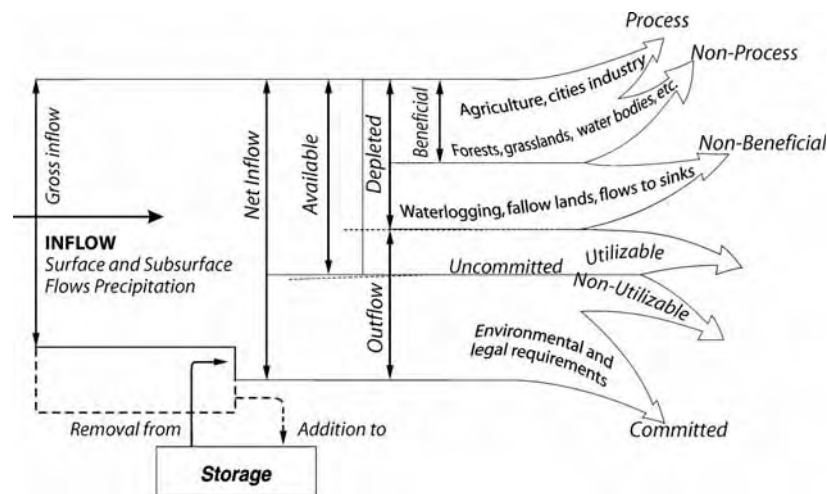 Process
Non-Process
Agriculture, cities industry
Forests, grasslands, water bodies, etc.
Non-Beneficial
Waterlogging, fallow lands, flows to sinks
Gross inflow
Net Inflow
Available
Depleted
Beneficial
INFLOW
Surface and Subsurface
Flows Precipitation
Uncommitted
Utilizable
Non-Utilizable
Outflow
Environmental and
legal requirements
Committed
Removal from
Addition to
Storage